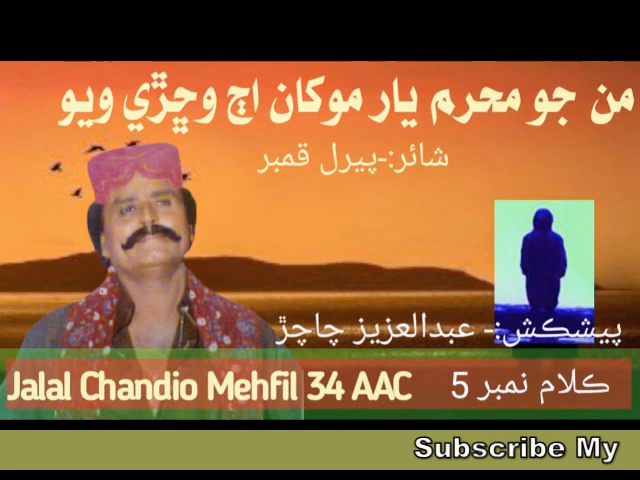 من جو محرم يار موکان اڄ وڇڙي ويو
شائر:-پيرل قمبر
پيشڪش:- عبدالعزيز چاچڙ
Jalal Chandio Mehfil 34 AAC
ڪلام نمبر 5
Subscribe My